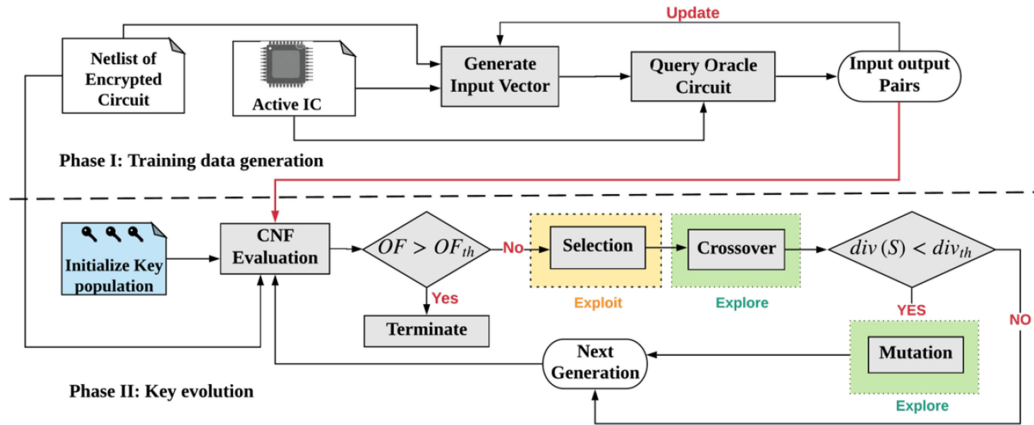 Update
Netlist of
Encrypted
Circuit
Active IC
Generate
Input Vector
Query Oracle
Circuit
Input output
Pairs
Phase I: Training data generation
Initialize Key
population
CNF
Evaluation
OF > OF_th
No
Yes
Terminate
Selection
Exploit
Crossover
Explore
div (S) < div_th
YES
NO
Mutation
Explore
Next
Generation
Phase II: Key evolution